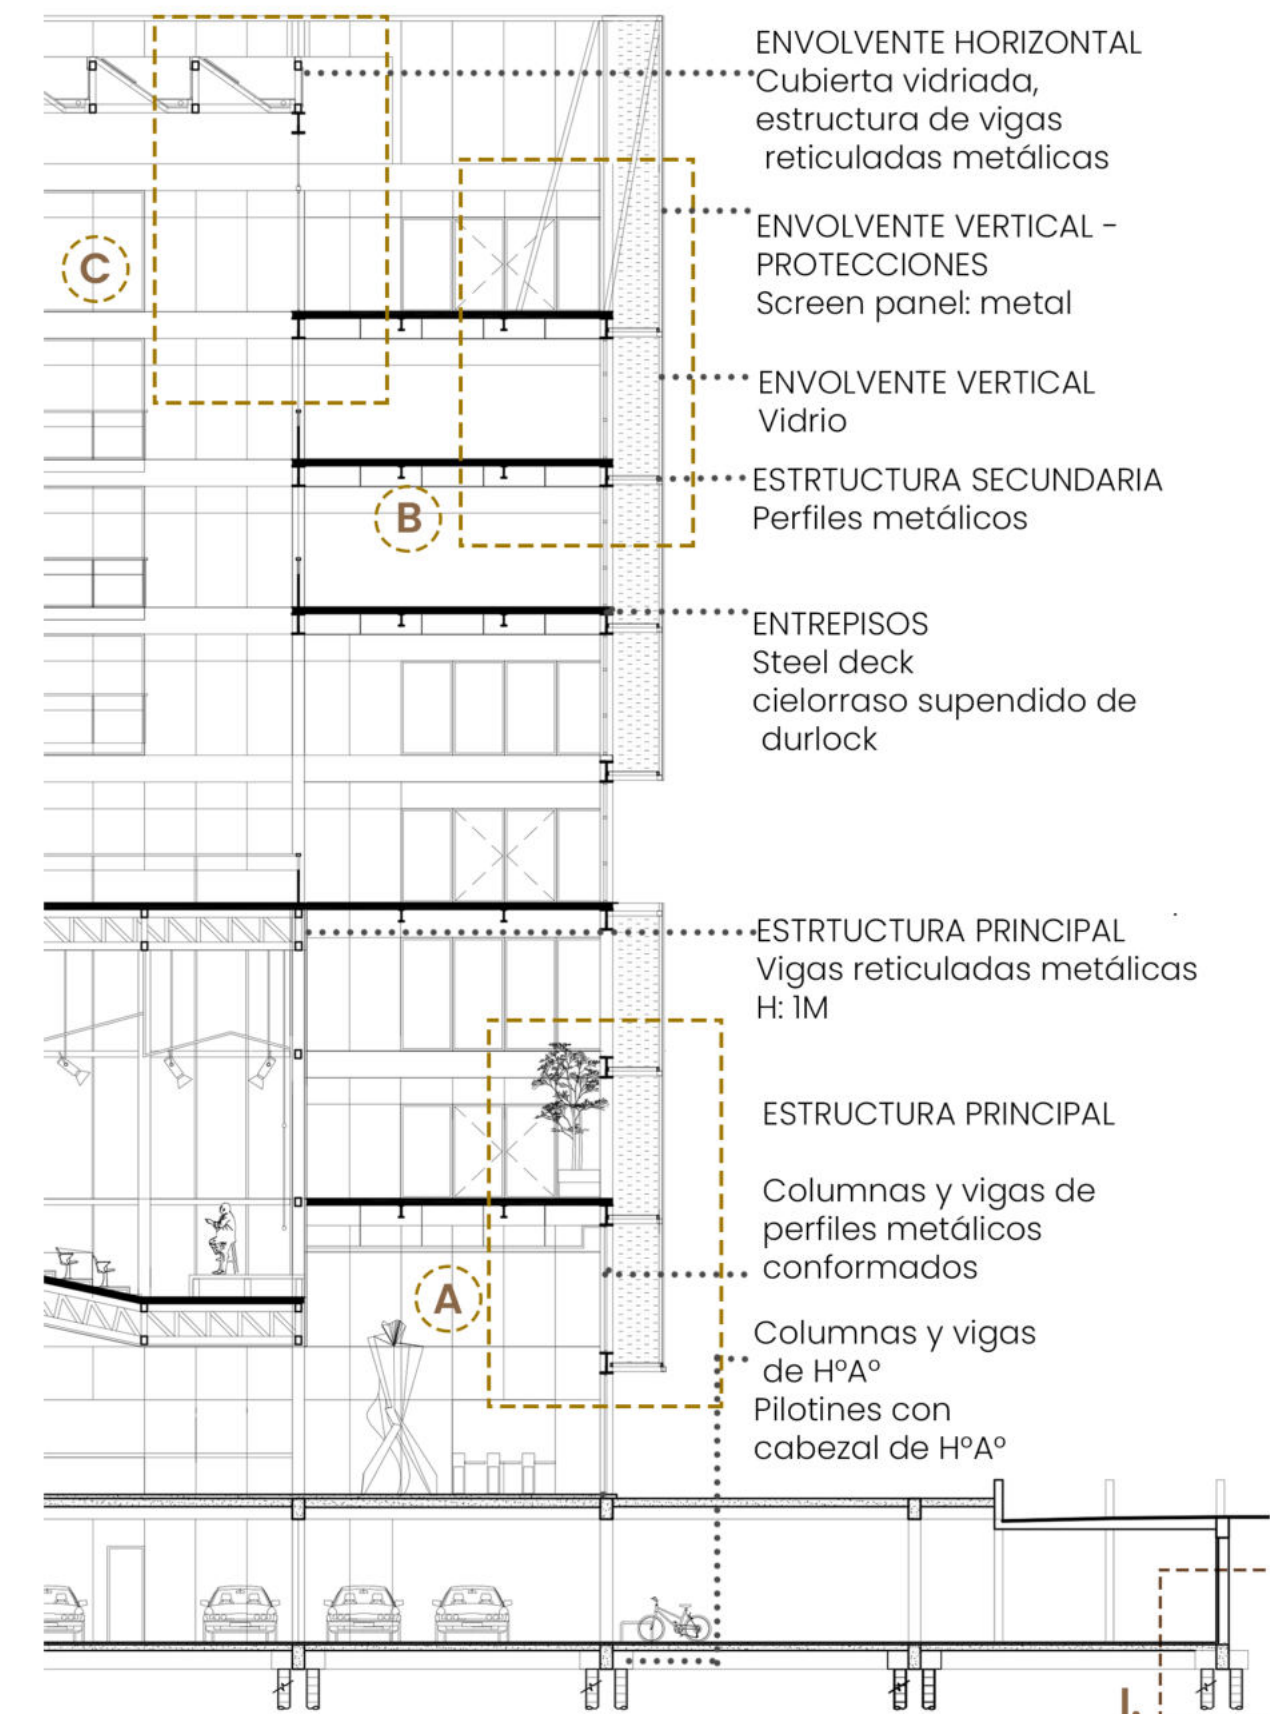 ENVOLVENTE HORIZONTAL
Cubierta vidriada,
estructura de vigas
reticuladas metálicas
ENVOLVENTE VERTICAL -
PROTECCIONES
Screen panel: metal
C
ENVOLVENTE VERTICAL
Vidrio
ESTRTUCTURA SECUNDARIA
Perfiles metálicos
B
ENTREPISOS
Steel deck
cielorraso supendido de
durlock
ESTRTUCTURA PRINCIPAL
Vigas reticuladas metálicas
H: 1M
ESTRUCTURA PRINCIPAL
Columnas y vigas de
perfiles metálicos
conformados
A
Columnas y vigas
de HºAº
Pilotines con
cabezal de HºAº